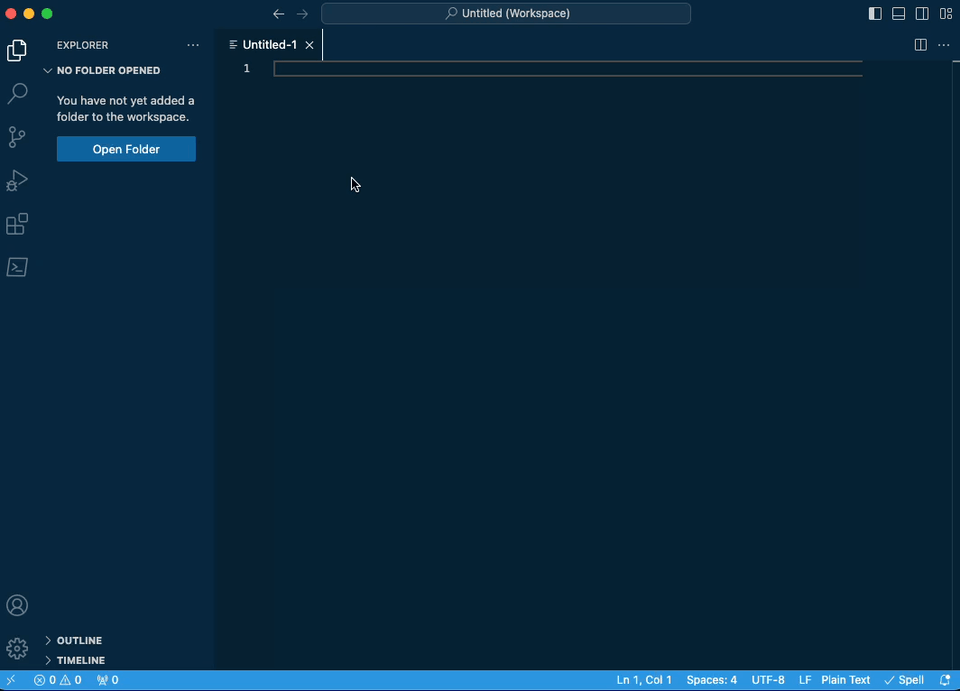 Untitled (Workspace)
EXPLORER
Untitled-1
NO FOLDER OPENED
1
You have not yet added a
folder to the workspace.
Open Folder
OUTLINE
TIMELINE
0 0 0
Ln 1, Col 1 Spaces: 4 UTF-8 LF Plain Text Spell